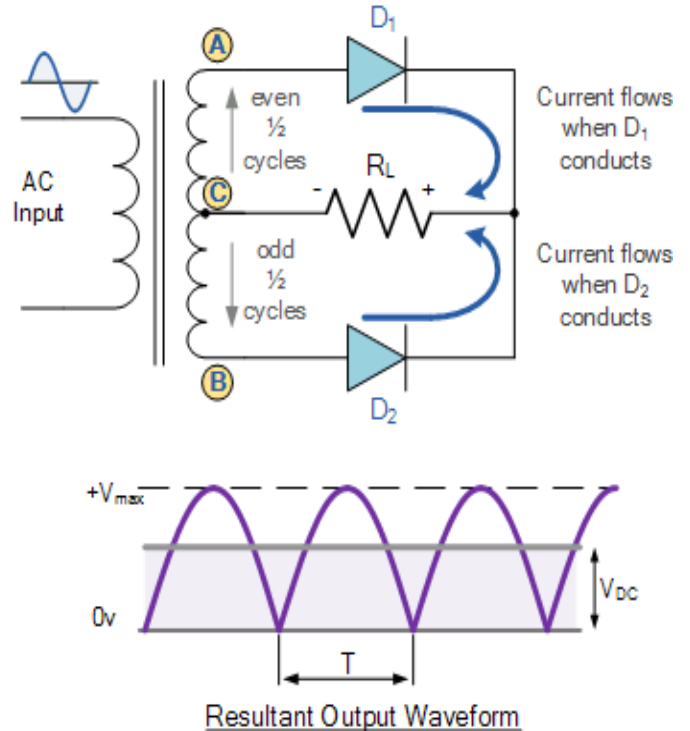 A
D1
AC
Input
even
½
cycles
Current flows
when D1
conducts
C
- RL +
odd
½
cycles
Current flows
when D2
conducts
B
D2
+Vmax
0v
VDC
T
Resultant Output Waveform